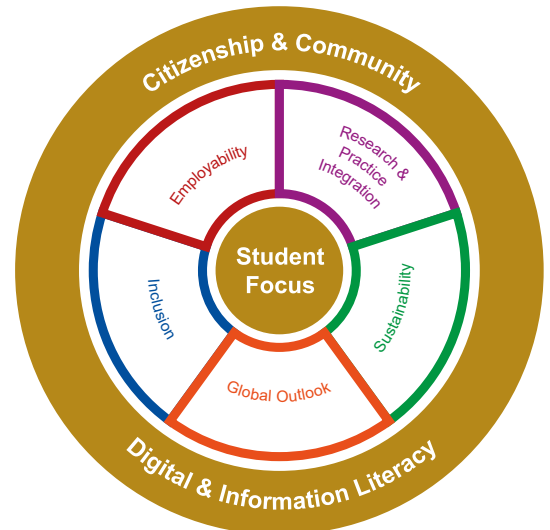 Citizenship & Community
Employability
Research &
Practice
Integration
Student
Focus
Inclusion
Sustainability
Global Outlook
Digital & Information Literacy